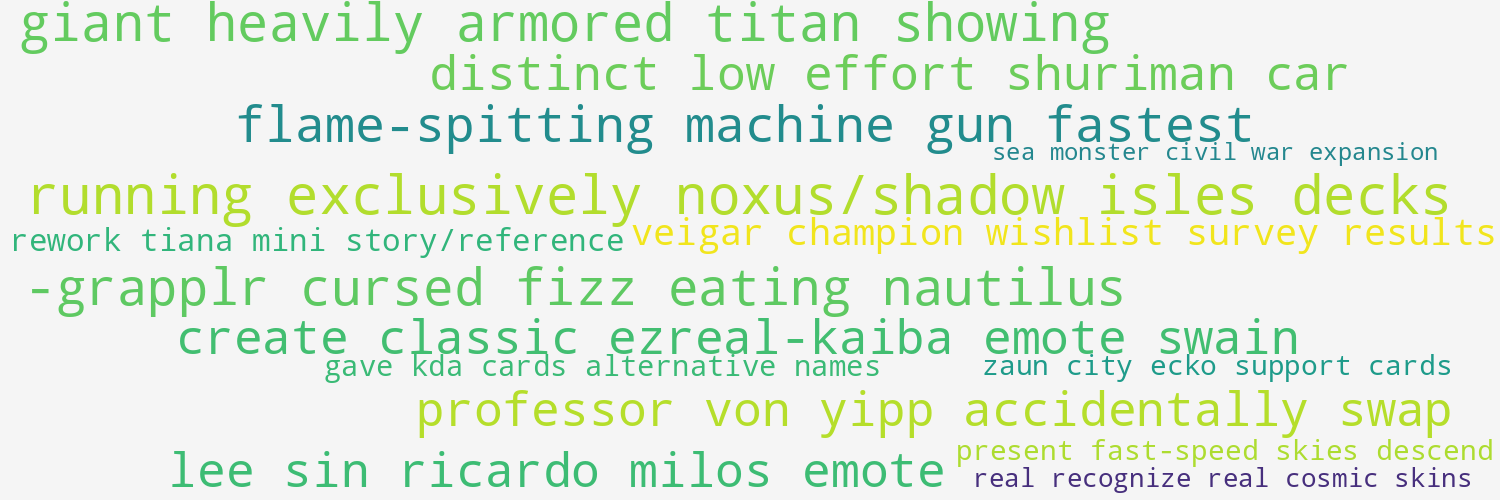 giant heavily armored titan showing
distinct low effort shuriman car
flame-spitting machine gun fastest
sea monster civil war expansion
running exclusively noxus/shadow isles decks
rework tiana mini story/reference
veigar champion wishlist survey results
-grapplr cursed fizz eating nautilus
create classic ezreal-kaiba emote swain
gave kda cards alternative names
zaun city ecko support cards
professor von yipp accidentally swap
present fast-speed skies descend
lee sin ricardo milos emote
real recognize real cosmic skins